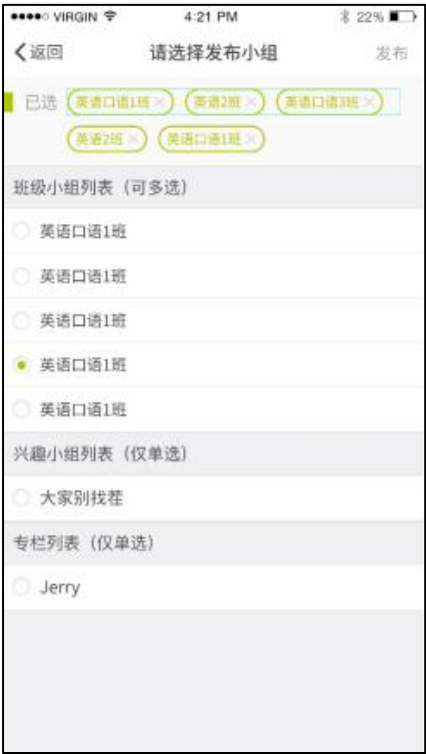 VIRGIN 4:21 PM 22%
返回 请选择发布小组 发布
已选 英语口语1班 × 英语2班 × 英语口语3班 ×
英语2班 × 英语口语1班 ×
班级小组列表（可多选）
英语口语1班
英语口语1班
英语口语1班
英语口语1班
英语口语1班
兴趣小组列表（仅单选）
大家别找茬
专栏列表（仅单选）
Jerry